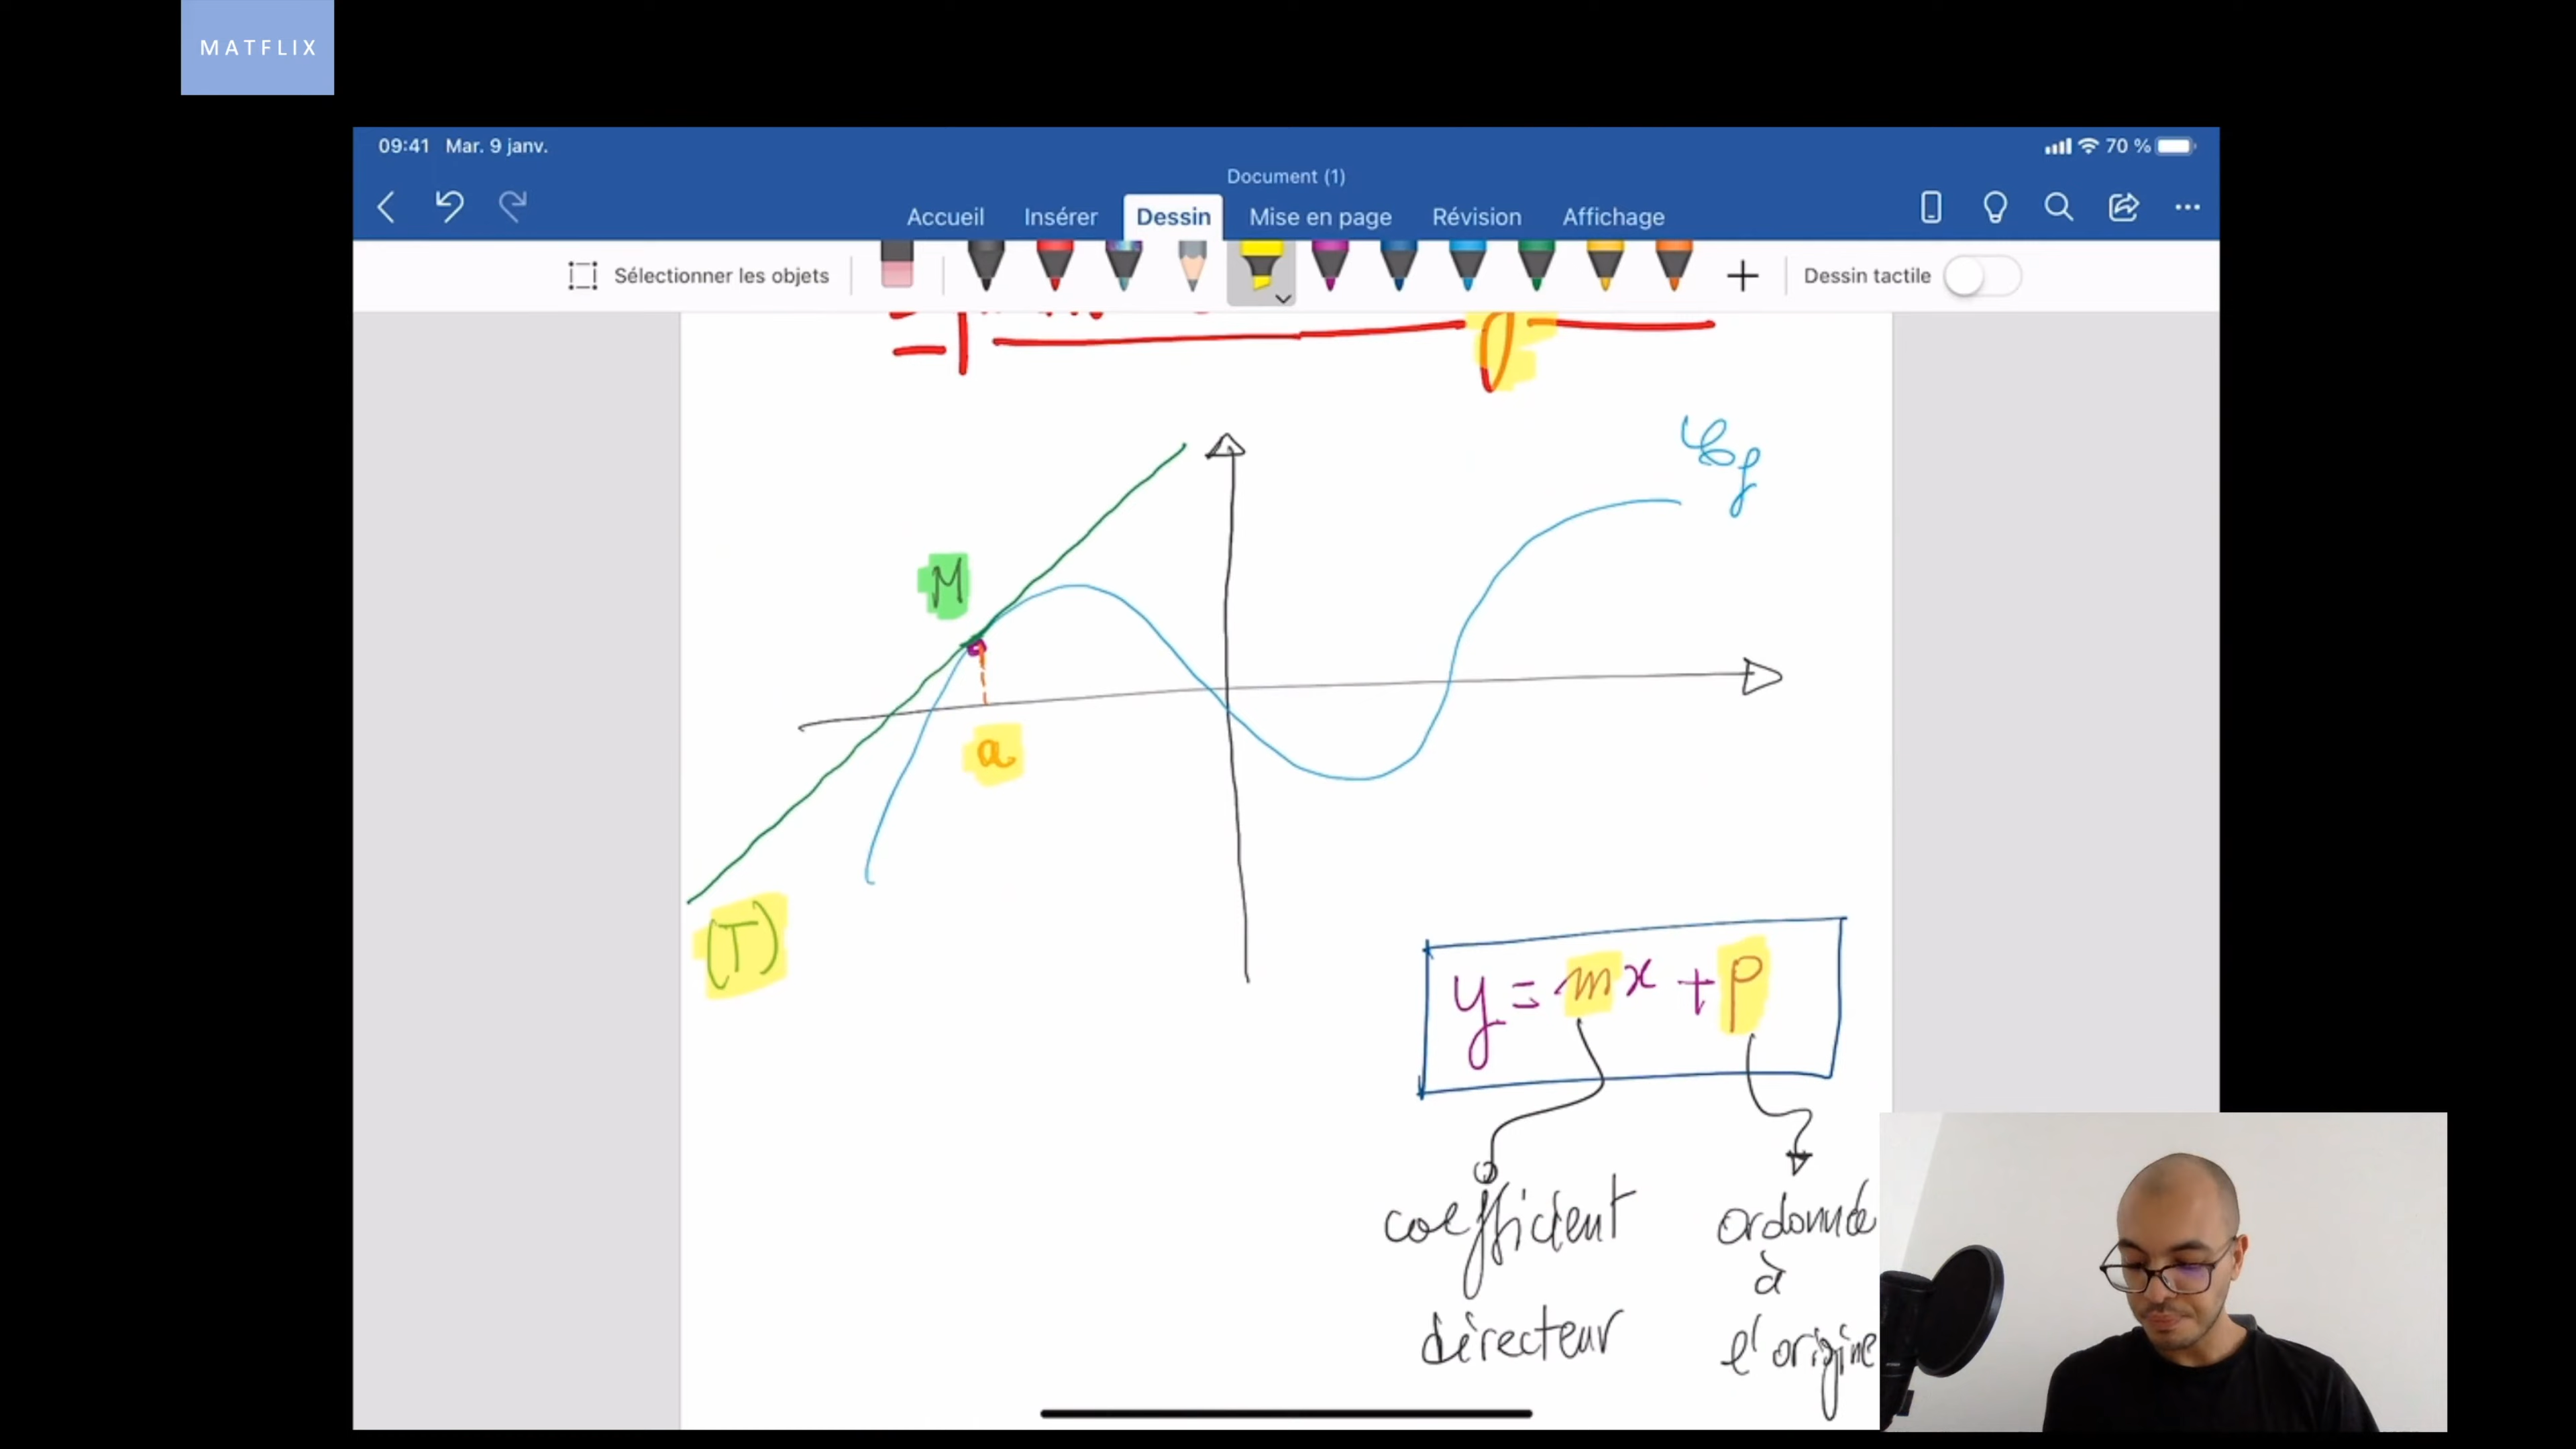 MATFLIX
09:41 Mar. 9 janv.
70 %
Document (1)
Accueil Insérer Dessin Mise en page Révision Affichage
Sélectionner les objets
Dessin tactile
𝒞f
M
a
(T)
y = mx + p
coefficient
directeur
ordonnée
à
l'origine